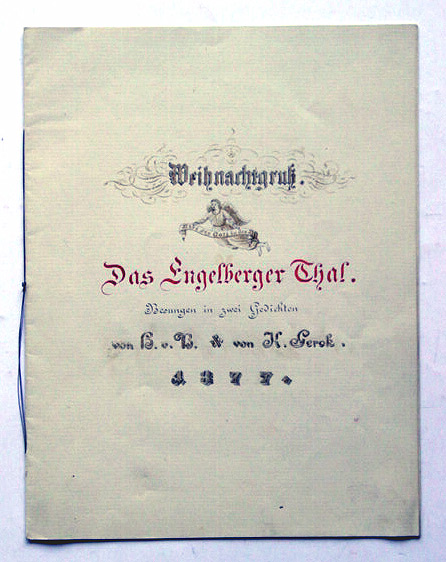 Weihnachtgruß.
Das Engelberger Thal.
Besungen in zwei Gedichten
von H. v. B. & von K. Gerok.
1877.